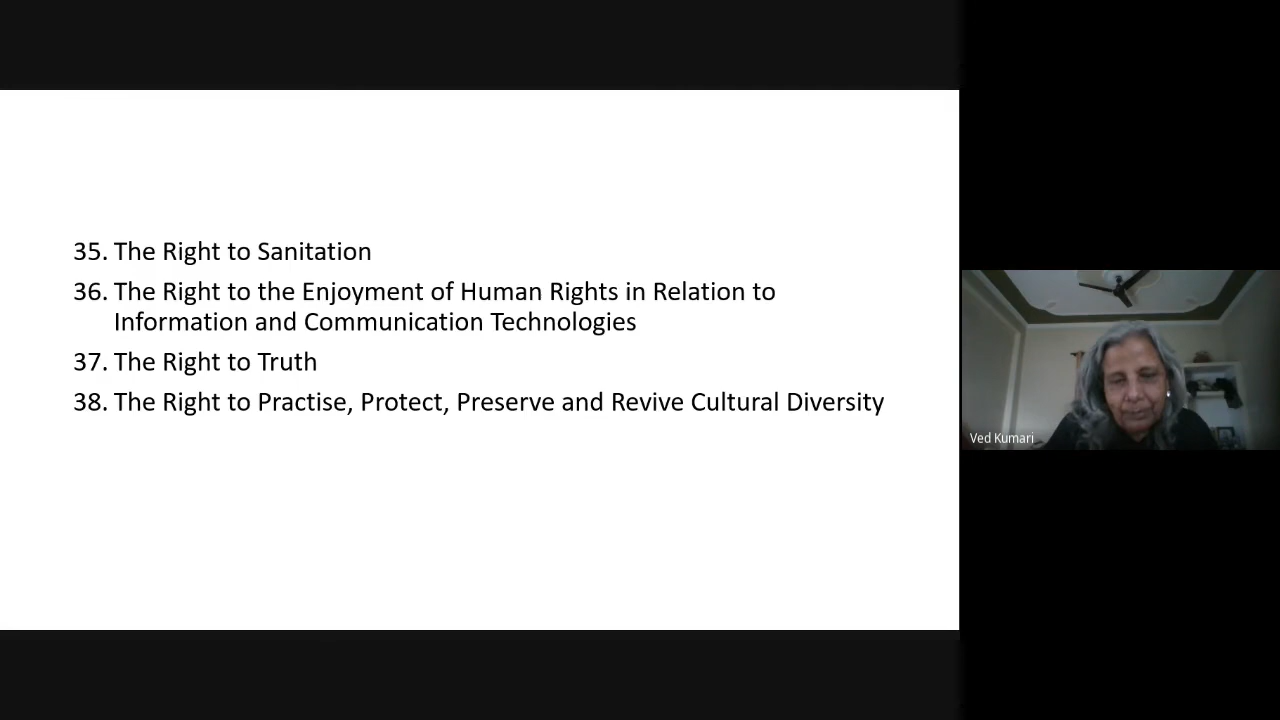 35. The Right to Sanitation
36. The Right to the Enjoyment of Human Rights in Relation to
Information and Communication Technologies
37. The Right to Truth
38. The Right to Practise, Protect, Preserve and Revive Cultural Diversity
Ved Kumari